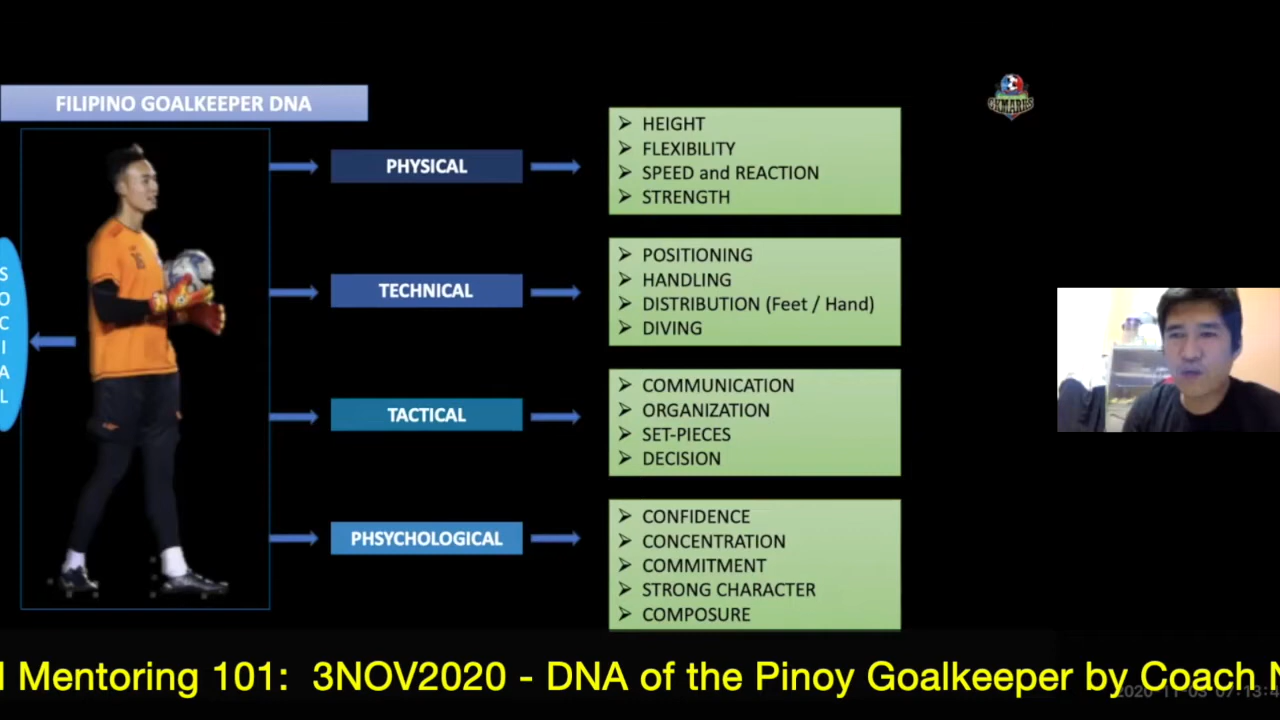 FILIPINO GOALKEEPER DNA
SOCIAL
PHYSICAL
➢ HEIGHT
➢ FLEXIBILITY
➢ SPEED and REACTION
➢ STRENGTH
TECHNICAL
➢ POSITIONING
➢ HANDLING
➢ DISTRIBUTION (Feet / Hand)
➢ DIVING
TACTICAL
➢ COMMUNICATION
➢ ORGANIZATION
➢ SET-PIECES
➢ DECISION
PHSYCHOLOGICAL
➢ CONFIDENCE
➢ CONCENTRATION
➢ COMMITMENT
➢ STRONG CHARACTER
➢ COMPOSURE
GKMARKS
Mentoring 101: 3NOV2020 - DNA of the Pinoy Goalkeeper by Coach N